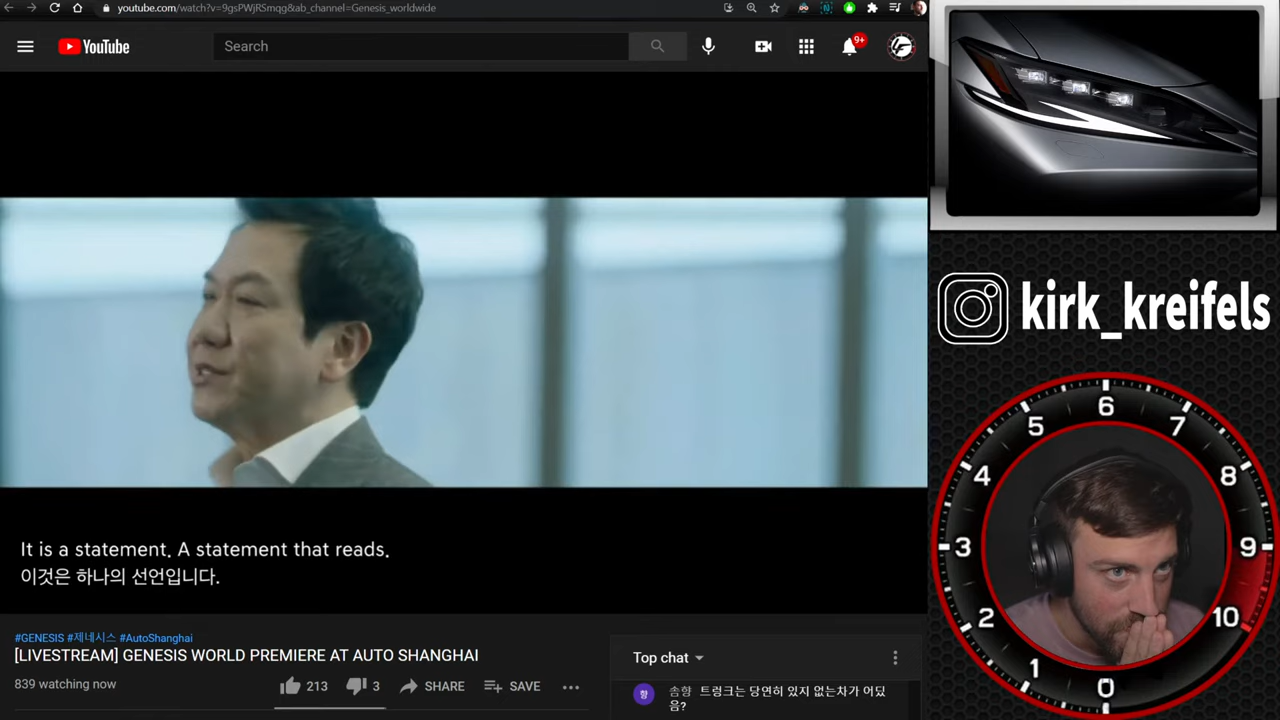 youtube.com/watch?v=9gsPWjRSmqg&ab_channel=Genesis_worldwide
YouTube
Search
9+
It is a statement. A statement that reads.
이것은 하나의 선언입니다.
#GENESIS #제네시스 #AutoShanghai
[LIVESTREAM] GENESIS WORLD PREMIERE AT AUTO SHANGHAI
839 watching now
213
3
SHARE
SAVE
Top chat
향
솜향 트렁크는 당연히 있지 없는차가 어딨
음?
kirk_kreifels
0
1
2
3
4
5
6
7
8
9
10